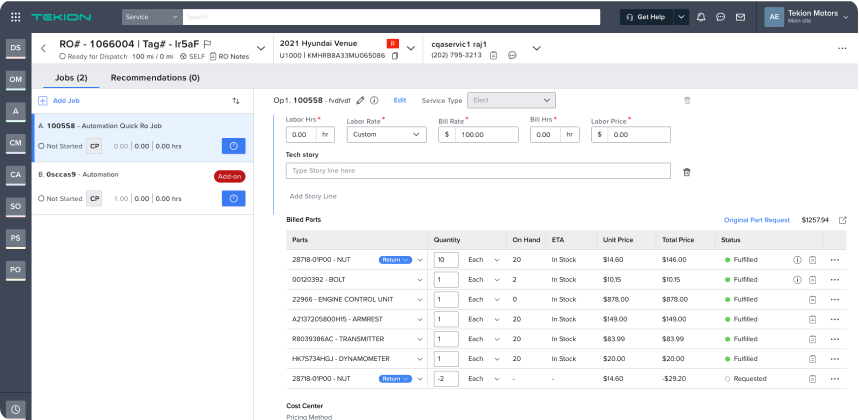 TEKION Service Search Get Help AE Tekion Motors
Main site
DS RO# - 1066004 | Tag# - Ir5aF 2021 Hyundai Venue R cqaservic1 raj1
Ready for Dispatch 100 mi / 0 mi SELF RO Notes U1000 | KMHRB8A33MU065086 (202) 795-3213
OM Jobs (2) Recommendations (0)
Add Job Op1. 100558 - fvdfvdf Edit Service Type Elect
A Labor Hrs* Labor Rate* Bill Rate* Bill Hrs* Labor Price*
A. 100558 - Automation Quick Ro Job 0.00 hr Custom $ 100.00 0.00 hr $ 0.00
CM Not Started CP 0.00 | 0.00 | 0.00 hrs Tech story
CA B. 0sccas9 - Automation Add-on Type Story Line here
SO Not Started CP 1.00 | 0.00 | 0.00 hrs Add Story Line
Billed Parts Original Part Request $1257.94
PS Parts Quantity On Hand ETA Unit Price Total Price Status
28718-01P00 - NUT Return 10 Each 20 In Stock $14.60 $146.00 Fulfilled
PO 00120392 - BOLT 1 Each 2 In Stock $10.15 $10.15 Fulfilled
22966 - ENGINE CONTROL UNIT 1 Each 0 In Stock $878.00 $878.00 Fulfilled
A2137205800H15 - ARMREST 1 Each 20 In Stock $149.00 $149.00 Fulfilled
R8039386AC - TRANSMITTER 1 Each 20 In Stock $83.99 $83.99 Fulfilled
HK7S734HGJ - DYNAMOMETER 1 Each 20 In Stock $20.00 $20.00 Fulfilled
28718-01P00 - NUT Return -2 Each - - $14.60 -$29.20 Requested
Cost Center
Pricing Method